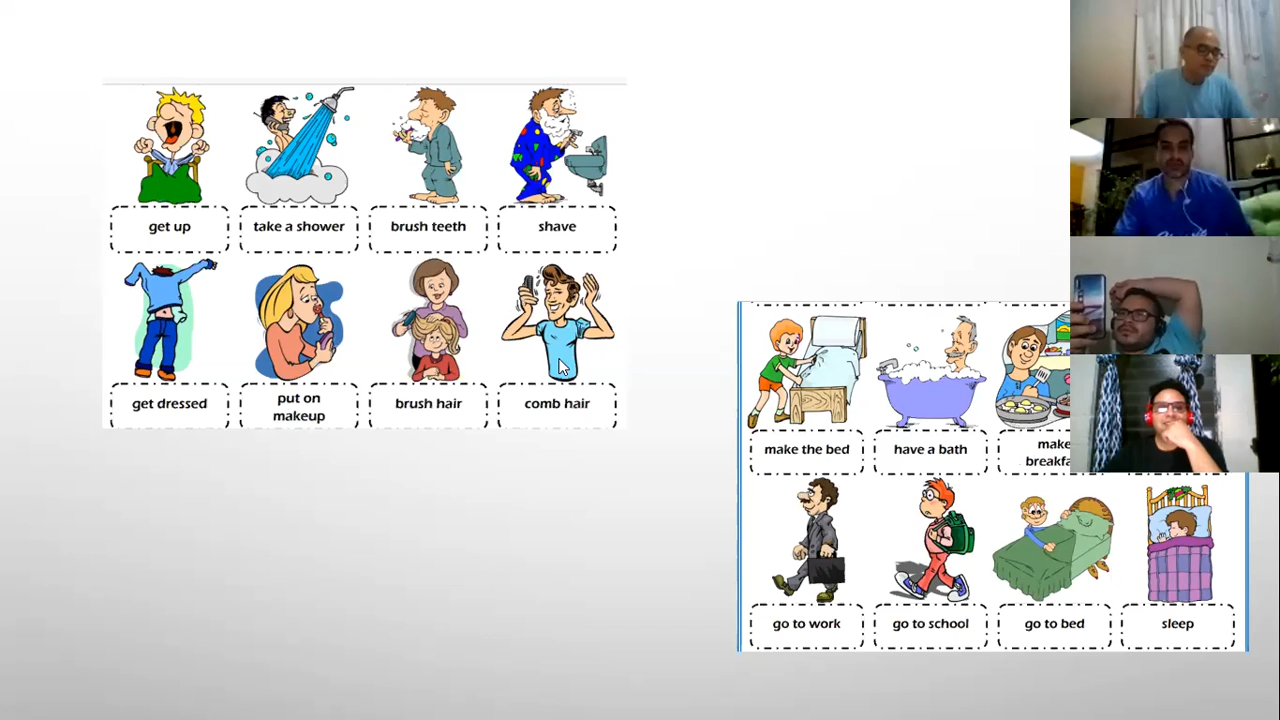 get up
take a shower
brush teeth
shave
get dressed
put on
makeup
brush hair
comb hair
make the bed
have a bath
make
go to work
go to school
go to bed
sleep